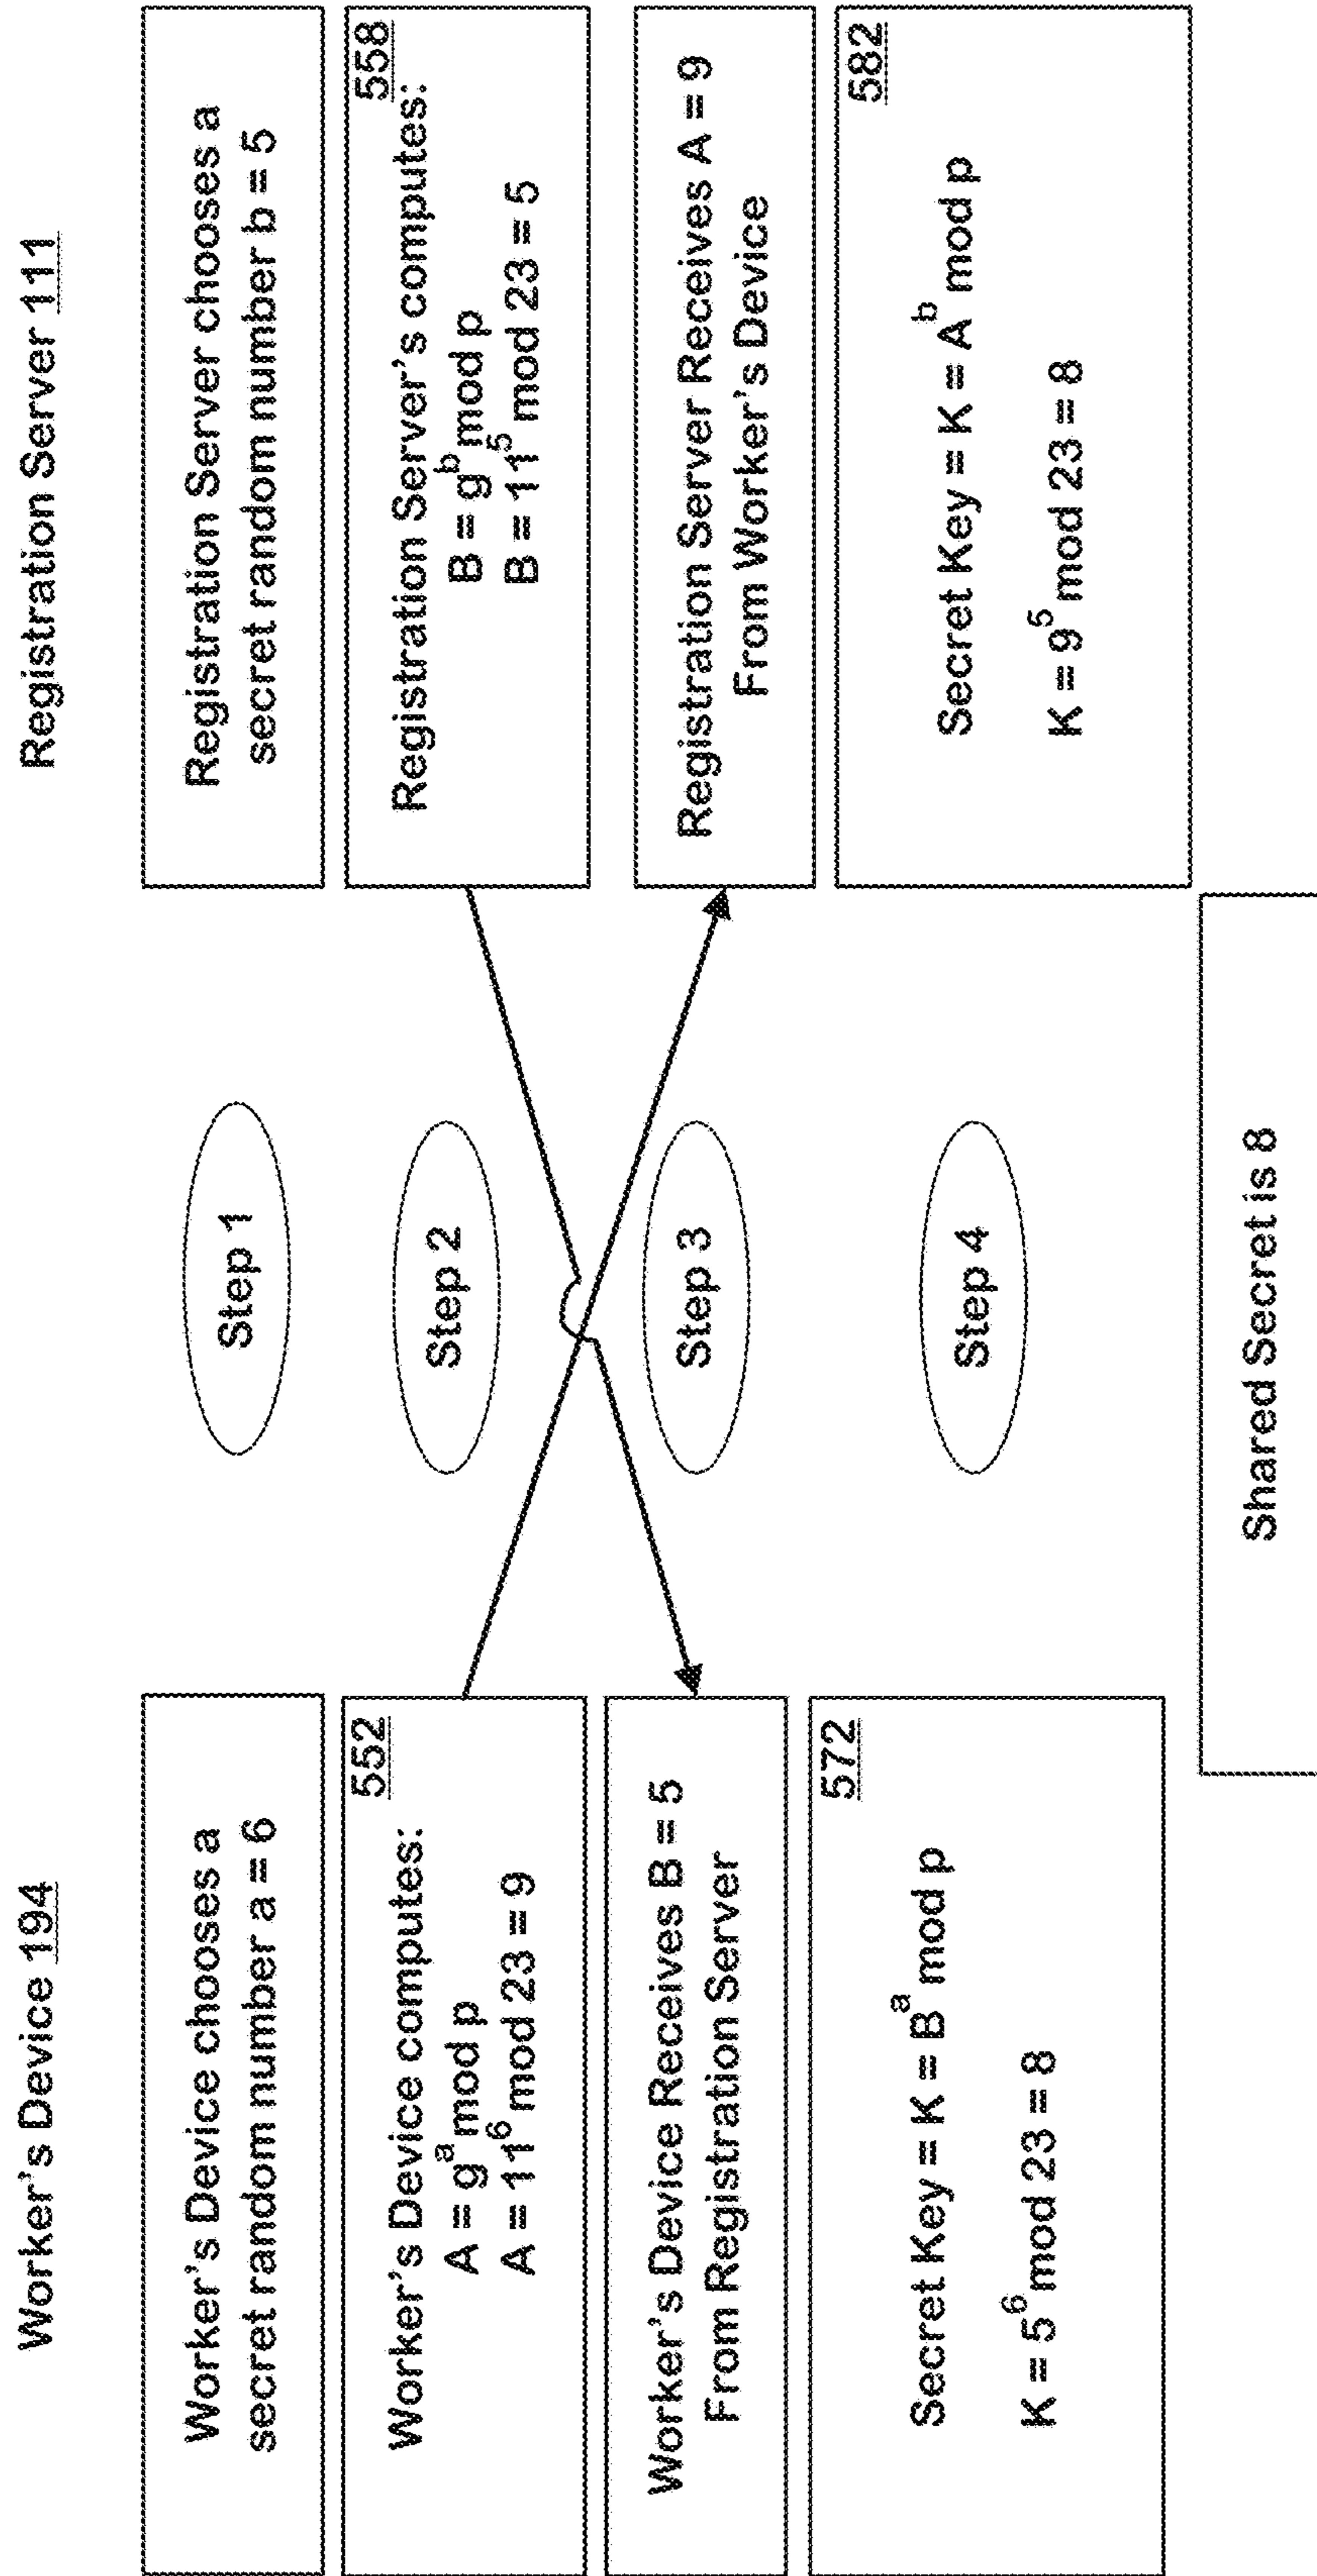 Worker's Device 194
Registration Server 111
Worker's Device chooses a
secret random number a = 6
Step 1
Registration Server chooses a
secret random number b = 5
552
Worker's Device computes:
A = g^a mod p
A = 11^6 mod 23 = 9
Step 2
558
Registration Server's computes:
B = g^b mod p
B = 11^5 mod 23 = 5
Worker's Device Receives B = 5
From Registration Server
Step 3
Registration Server Receives A = 9
From Worker's Device
572
Secret Key = K = B^a mod p
K = 5^6 mod 23 = 8
Step 4
582
Secret Key = K = A^b mod p
K = 9^5 mod 23 = 8
Shared Secret is 8